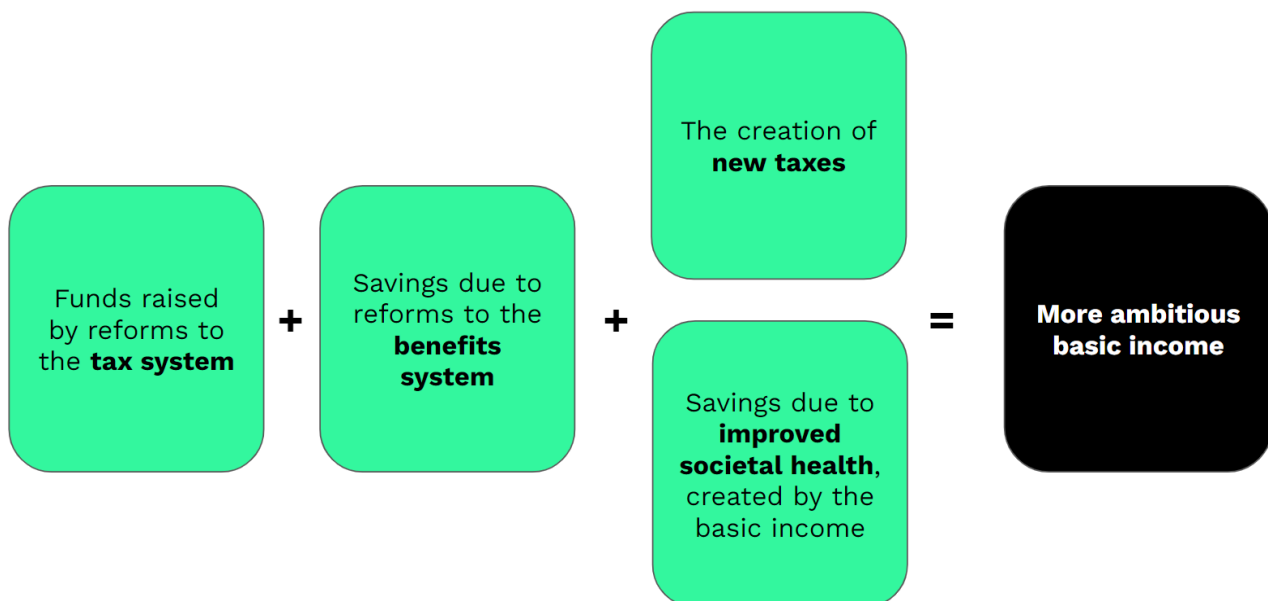 Funds raised
by reforms to
the tax system
+
Savings due to
reforms to the
benefits
system
+
The creation of
new taxes
Savings due to
improved
societal health,
created by the
basic income
=
More ambitious
basic income